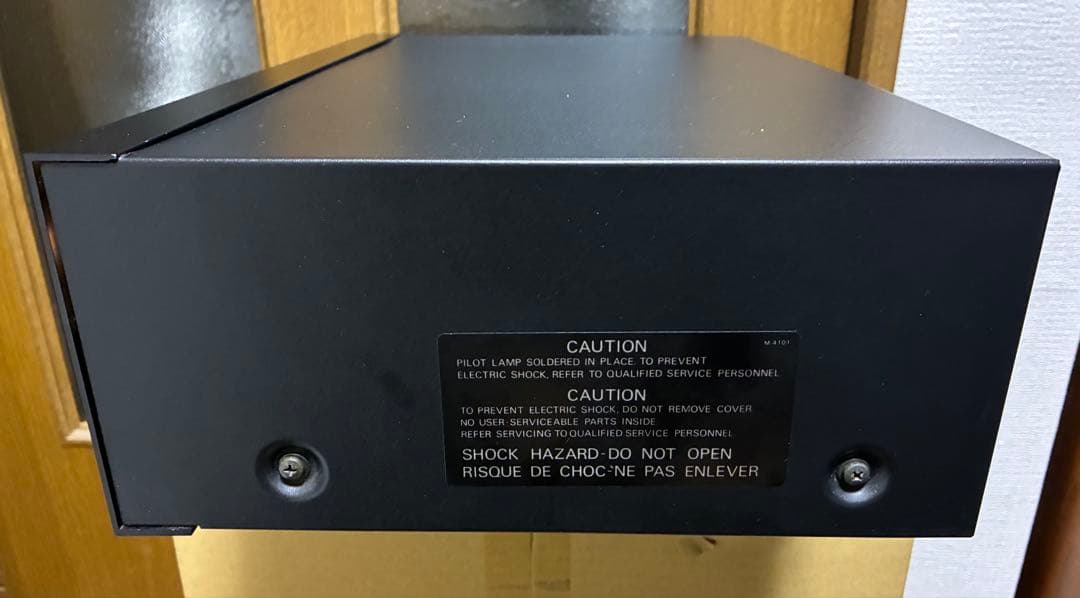 CAUTION
M 4101
PILOT LAMP SOLDERED IN PLACE. TO PREVENT
ELECTRIC SHOCK, REFER TO QUALIFIED SERVICE PERSONNEL
CAUTION
TO PREVENT ELECTRIC SHOCK, DO NOT REMOVE COVER
NO USER-SERVICEABLE PARTS INSIDE
REFER SERVICING TO QUALIFIED SERVICE PERSONNEL
SHOCK HAZARD-DO NOT OPEN
RISQUE DE CHOC-NE PAS ENLEVER